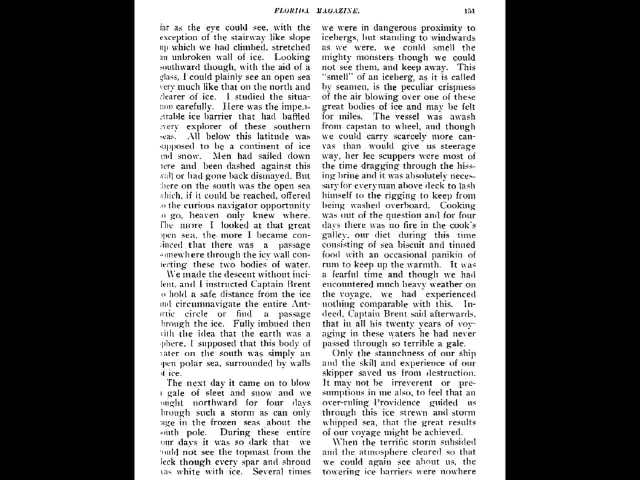 FLORIDA MAGAZINE. 151
far as the eye could see, with the
exception of the stairway like slope
up which we had climbed, stretched
an unbroken wall of ice. Looking
southward though, with the aid of a
glass, I could plainly see an open sea
very much like that on the north and
clearer of ice. I studied the situa-
tion carefully. Here was the impen-
etrable ice barrier that had baffled
every explorer of these southern
seas. All below this latitude was
supposed to be a continent of ice
and snow. Men had sailed down
here and been dashed against this
wall or had gone back dismayed. But
there on the south was the open sea
which, if it could be reached, offered
to the curious navigator opportunity
to go, heaven only knew where.
The more I looked at that great
open sea, the more I became con-
vinced that there was a passage
somewhere through the icy wall con-
necting these two bodies of water.
We made the descent without inci-
dent, and I instructed Captain Brent
to hold a safe distance from the ice
and circumnavigate the entire Ant-
artic circle or find a passage
through the ice. Fully imbued then
with the idea that the earth was a
sphere, I supposed that this body of
water on the south was simply an
open polar sea, surrounded by walls
of ice.
The next day it came on to blow
a gale of sleet and snow and we
ought northward for four days
through such a storm as can only
rage in the frozen seas about the
south pole. During these entire
four days it was so dark that we
could not see the topmast from the
deck though every spar and shroud
was white with ice. Several times
we were in dangerous proximity to
icebergs, but standing to windwards
as we were, we could smell the
mighty monsters though we could
not see them, and keep away. This
"smell" of an iceberg, as it is called
by seamen, is the peculiar crispness
of the air blowing over one of these
great bodies of ice and may be felt
for miles. The vessel was awash
from capstan to wheel, and though
we could carry scarcely more can-
vas than would give us steerage
way, her fee scuppers were most of
the time dragging through the hiss-
ing brine and it was absolutely neces-
sary for every man above deck to lash
himself to the rigging to keep from
being washed overboard. Cooking
was out of the question and for four
days there was no fire in the cook's
galley, our diet during this time
consisting of sea biscuit and tinned
food with an occasional panikin of
rum to keep up the warmth. It was
a fearful time and though we had
encountered much heavy weather on
the voyage, we had experienced
nothing comparable with this. In-
deed, Captain Brent said afterwards,
that in all his twenty years of voy-
aging in these waters he had never
passed through so terrible a gale.
Only the staunchness of our ship
and the skill and experience of our
skipper saved us from destruction.
It may not be irreverent or pre-
sumptious in me also, to feel that an
over-ruling Providence guided us
through this ice strewn and storm
whipped sea, that the great results
of our voyage might be achieved.
When the terrific storm subsided
and the atmosphere cleared so that
we could again see about us, the
towering ice barriers were nowhere